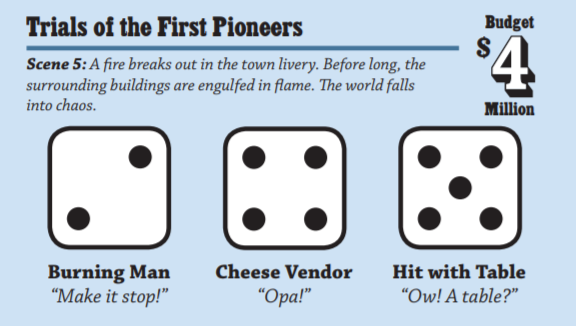 Trials of the First Pioneers
Budget
$4
Million
Scene 5: A fire breaks out in the town livery. Before long, the
surrounding buildings are engulfed in flame. The world falls
into chaos.
Burning Man
“Make it stop!”
Cheese Vendor
“Opa!”
Hit with Table
“Ow! A table?”